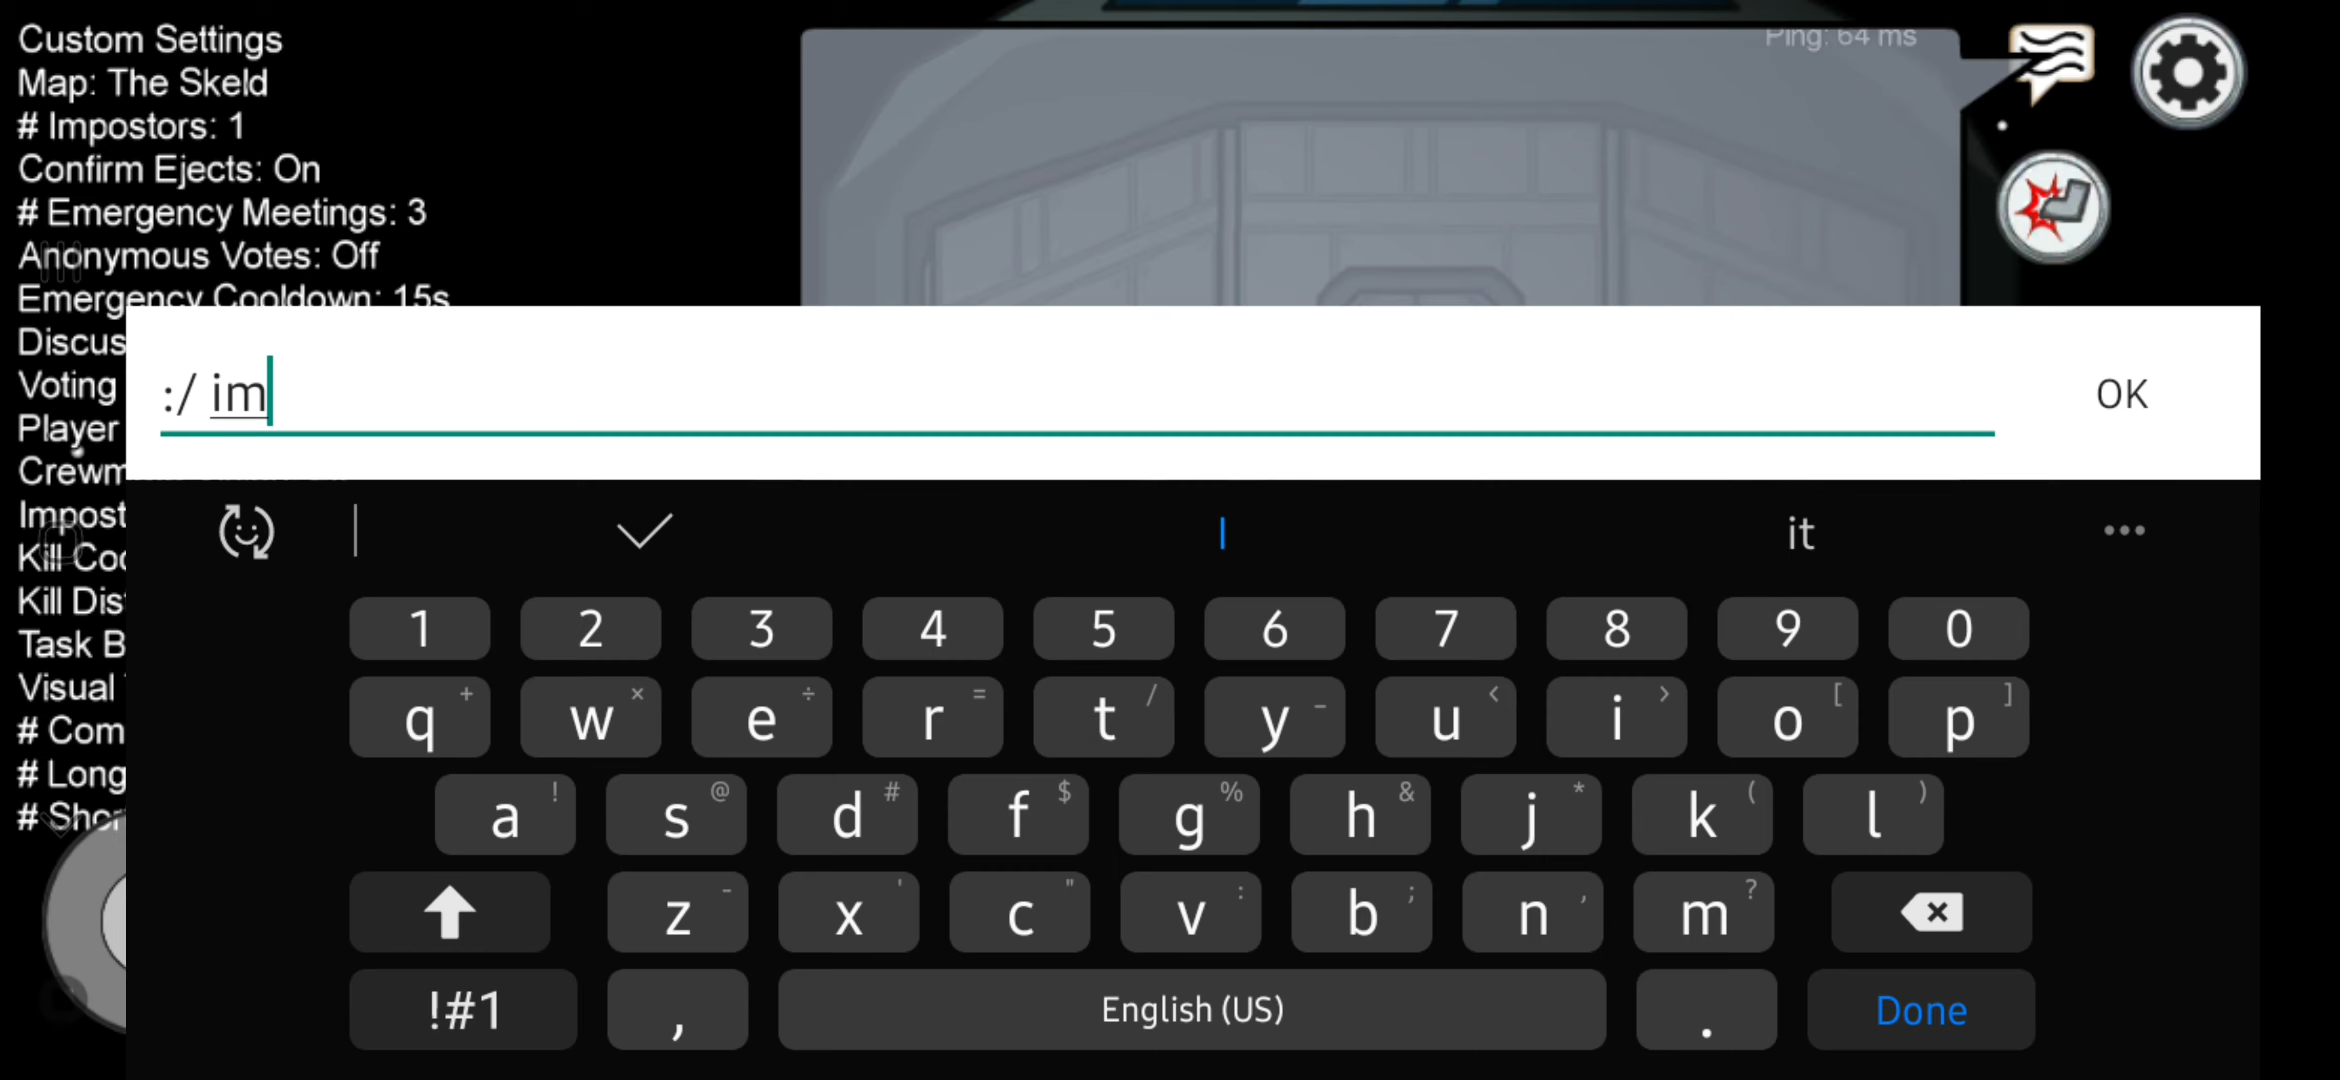 Custom Settings
Map: The Skeld
# Impostors: 1
Confirm Ejects: On
# Emergency Meetings: 3
Anonymous Votes: Off
Emergency Cooldown: 15s
Discus
Voting
Player
Crewm
Impost
Kill Coo
Kill Dis
Task B
Visual
# Com
# Long
# Shor
Ping: 64 ms
:/ im
OK
I
it
1 2 3 4 5 6 7 8 9 0
q + w × e ÷ r = t / y - u < i > o [ p ]
a ! s @ d # f $ g % h & j * k ( l )
z - x ' c " v : b ; n , m ?
!#1 , English (US) . Done